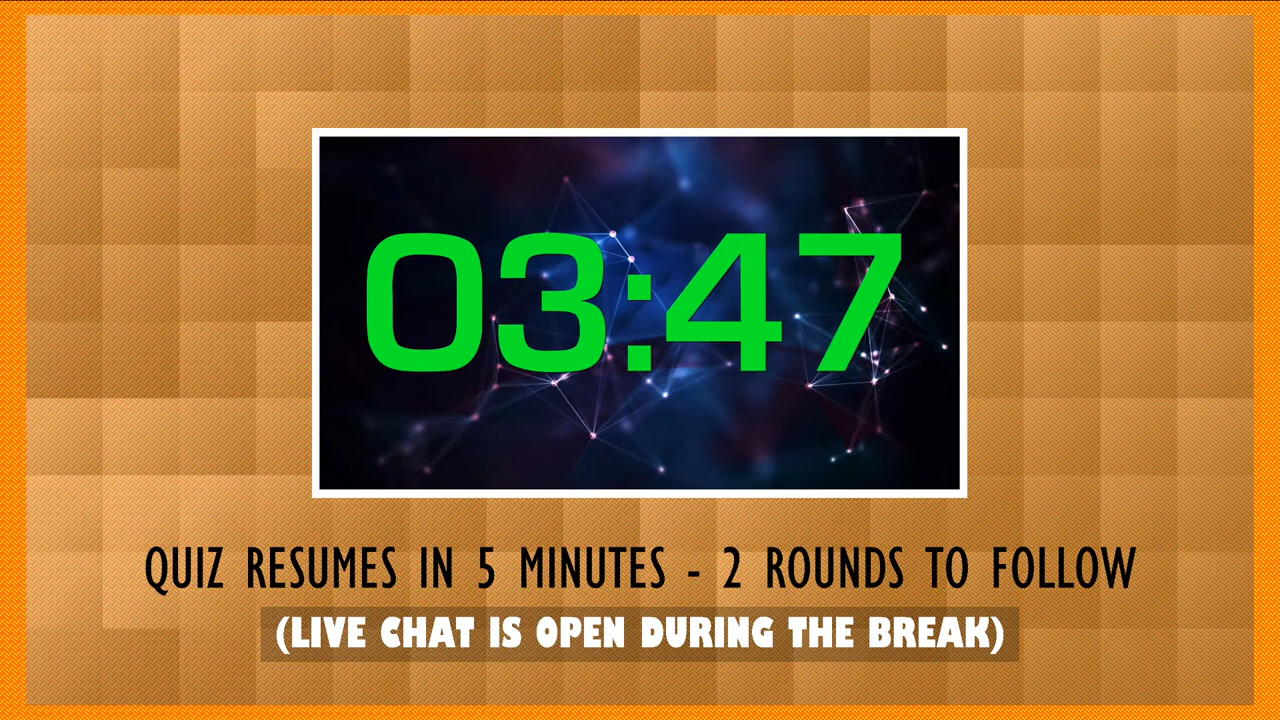 03:47
QUIZ RESUMES IN 5 MINUTES - 2 ROUNDS TO FOLLOW
(LIVE CHAT IS OPEN DURING THE BREAK)